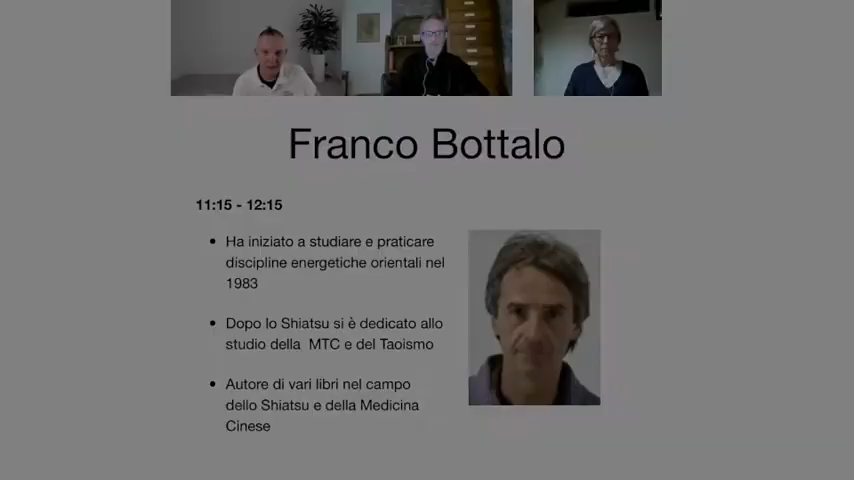 Franco Bottalo
11:15 - 12:15
• Ha iniziato a studiare e praticare
discipline energetiche orientali nel
1983
• Dopo lo Shiatsu si è dedicato allo
studio della MTC e del Taoismo
• Autore di vari libri nel campo
dello Shiatsu e della Medicina
Cinese